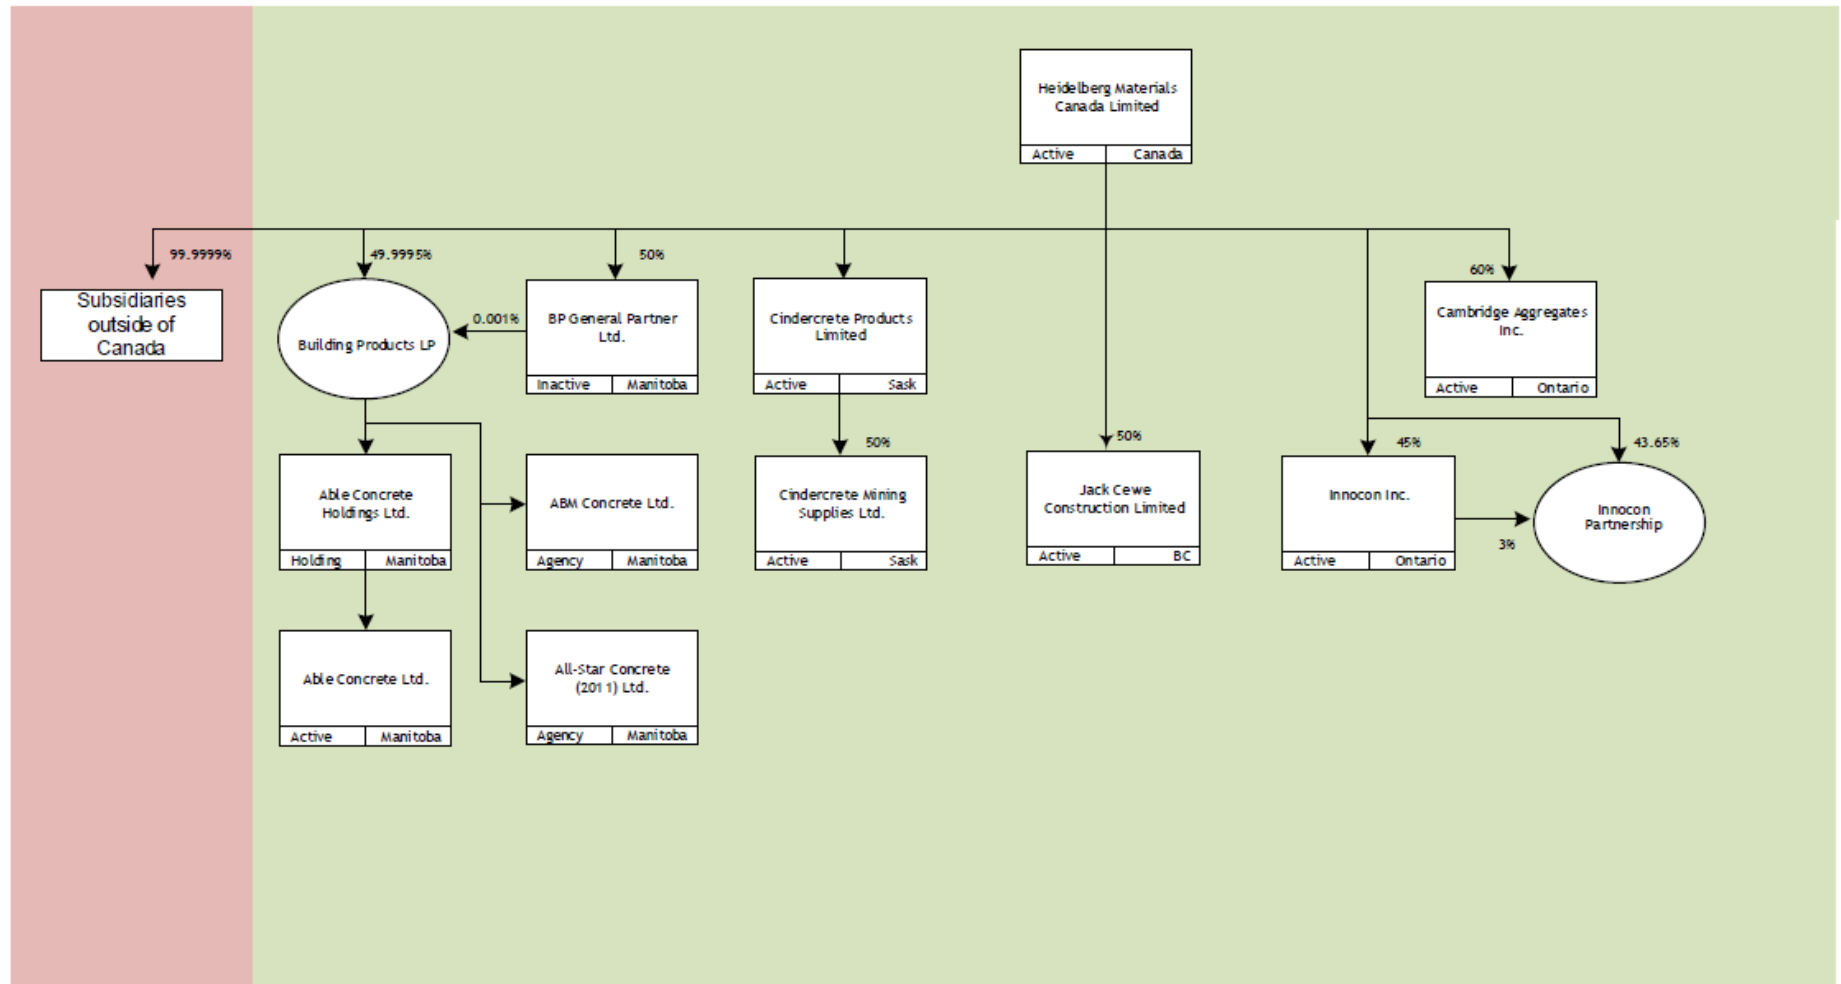 Heidelberg Materials
Canada Limited
Active Canada
99.9999%
49.9995%
50%
60%
Subsidiaries
outside of
Canada
Building Products LP
0.001%
BP General Partner
Ltd.
Inactive Manitoba
Cindercrete Products
Limited
Active Sask
Cambridge Aggregates
Inc.
Active Ontario
50%
50%
45%
43.65%
Able Concrete
Holdings Ltd.
Holding Manitoba
ABM Concrete Ltd.
Agency Manitoba
Cindercrete Mining
Supplies Ltd.
Active Sask
Jack Cewe
Construction Limited
Active BC
Innocon Inc.
Active Ontario
3%
Innocon
Partnership
Able Concrete Ltd.
Active Manitoba
All-Star Concrete
(2011) Ltd.
Agency Manitoba